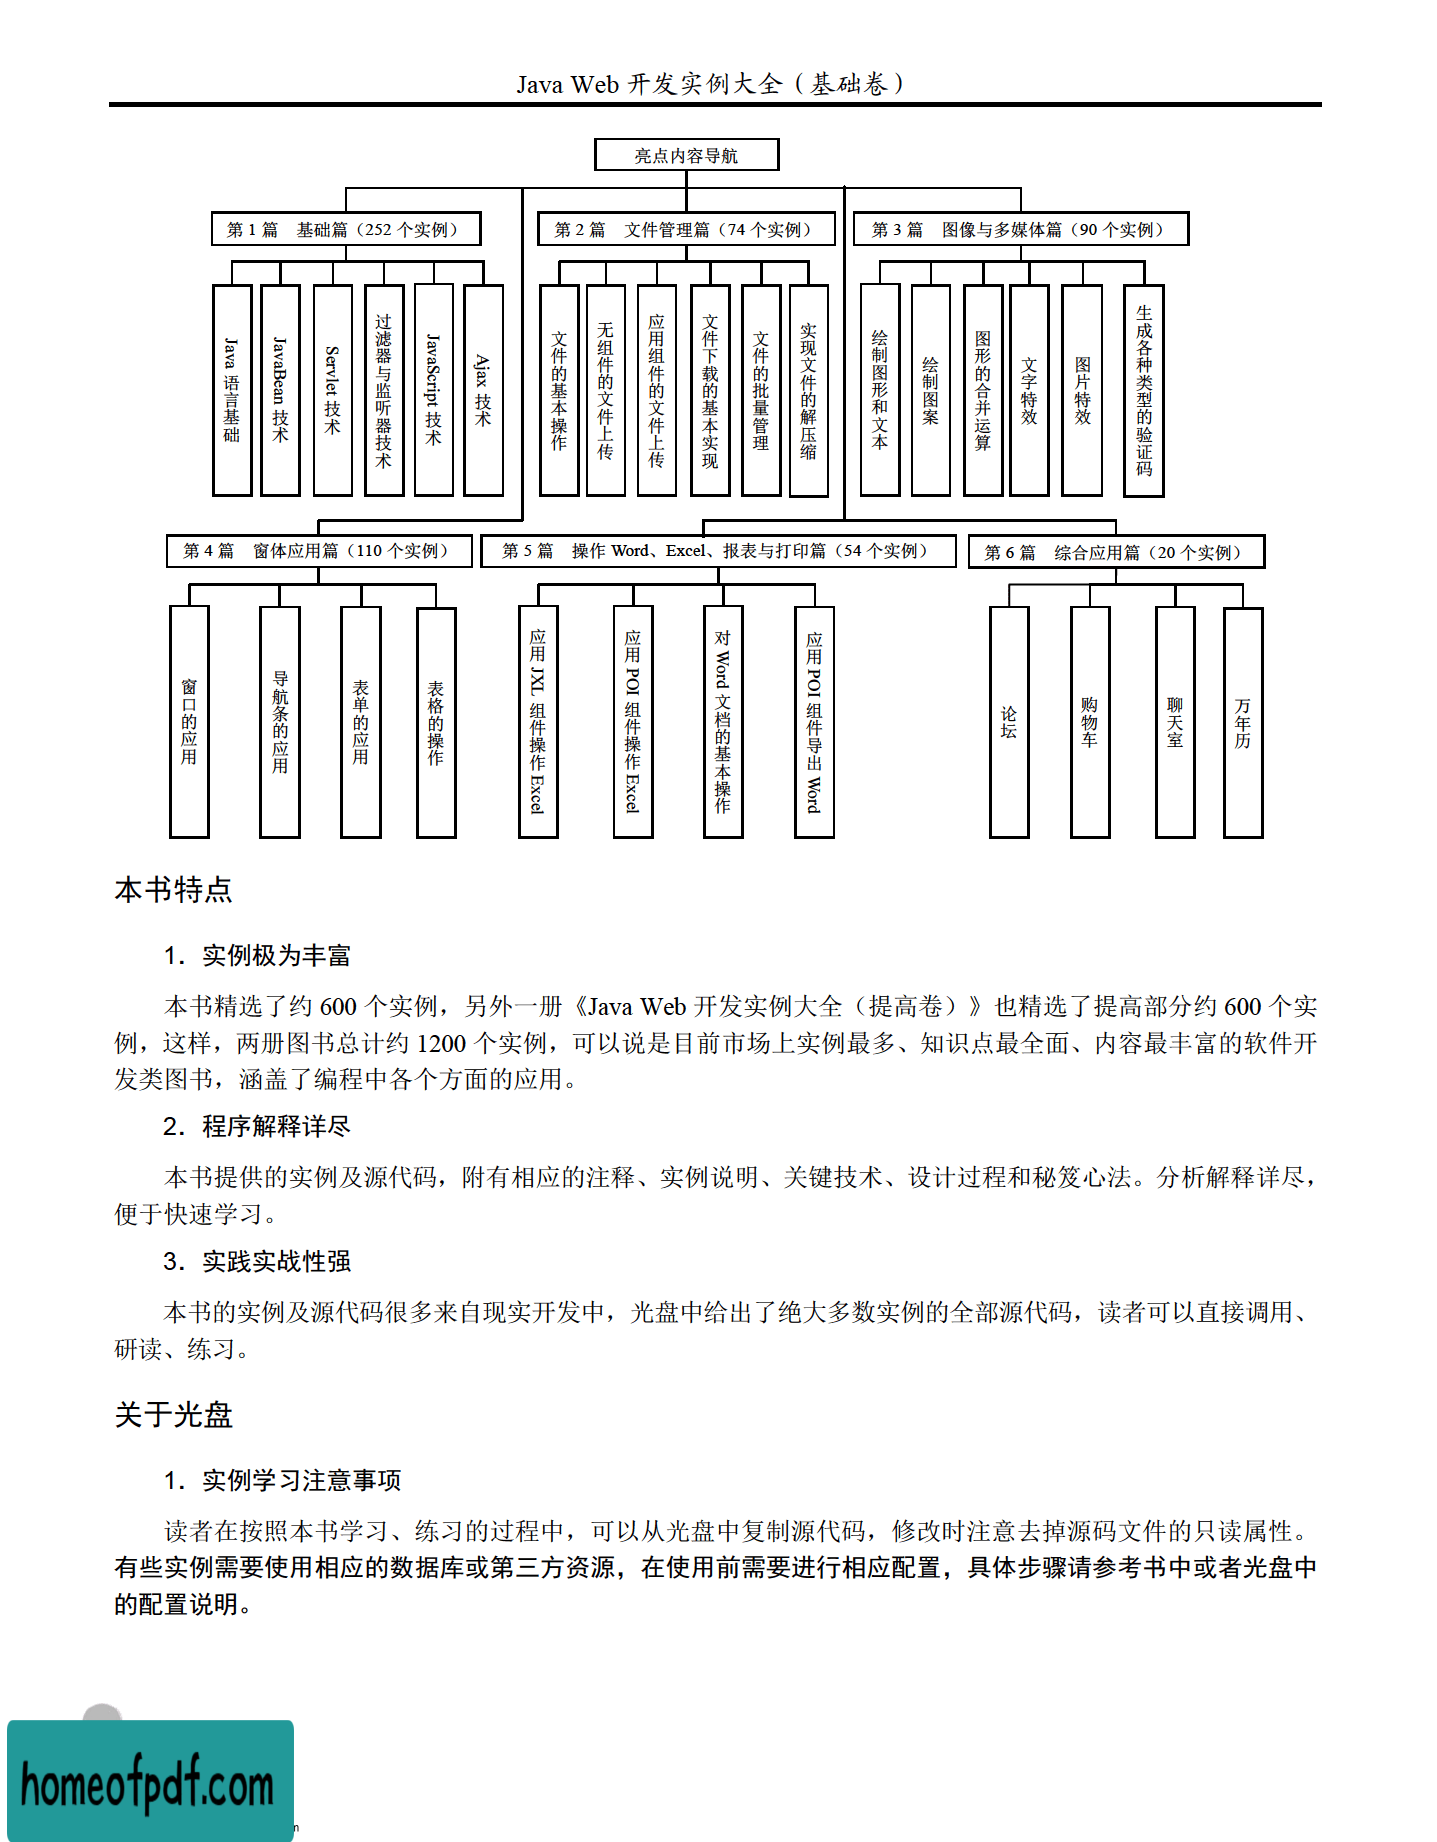 Java Web 开发实例大全（基础卷）
亮点内容导航
第 1 篇　基础篇（252 个实例）
第 2 篇　文件管理篇（74 个实例）
第 3 篇　图像与多媒体篇（90 个实例）
Java 语言基础
JavaBean 技术
Servlet 技术
过滤器与监听器技术
JavaScript 技术
Ajax 技术
文件的基本操作
无组件的文件上传
应用组件的文件上传
文件下载的基本实现
文件的批量管理
实现文件的解压缩
绘制图形和文本
绘制图案
图形的合并运算
文字特效
图片特效
生成各种类型的验证码
第 4 篇　窗体应用篇（110 个实例）
第 5 篇　操作 Word、Excel、报表与打印篇（54 个实例）
第 6 篇　综合应用篇（20 个实例）
窗口的应用
导航条的应用
表单的应用
表格的操作
应用 JXL 组件操作 Excel
应用 POI 组件操作 Excel
对 Word 文档的基本操作
应用 POI 组件导出 Word
论坛
购物车
聊天室
万年历
本书特点
1．实例极为丰富
本书精选了约 600 个实例，另外一册《Java Web 开发实例大全（提高卷）》也精选了提高部分约 600 个实
例，这样，两册图书总计约 1200 个实例，可以说是目前市场上实例最多、知识点最全面、内容最丰富的软件开
发类图书，涵盖了编程中各个方面的应用。
2．程序解释详尽
本书提供的实例及源代码，附有相应的注释、实例说明、关键技术、设计过程和秘笈心法。分析解释详尽，
便于快速学习。
3．实践实战性强
本书的实例及源代码很多来自现实开发中，光盘中给出了绝大多数实例的全部源代码，读者可以直接调用、
研读、练习。
关于光盘
1．实例学习注意事项
读者在按照本书学习、练习的过程中，可以从光盘中复制源代码，修改时注意去掉源码文件的只读属性。
有些实例需要使用相应的数据库或第三方资源，在使用前需要进行相应配置，具体步骤请参考书中或者光盘中
的配置说明。
homeofpdf.com